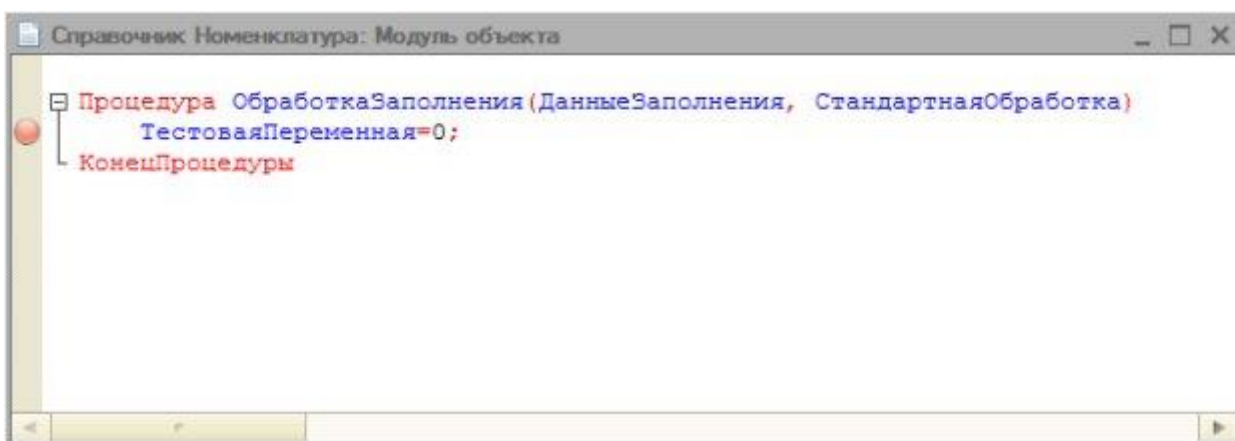 Справочник Номенклатура: Модуль объекта
Процедура ОбработкаЗаполнения(ДанныеЗаполнения, СтандартнаяОбработка)
ТестоваяПеременная=0;
КонецПроцедуры